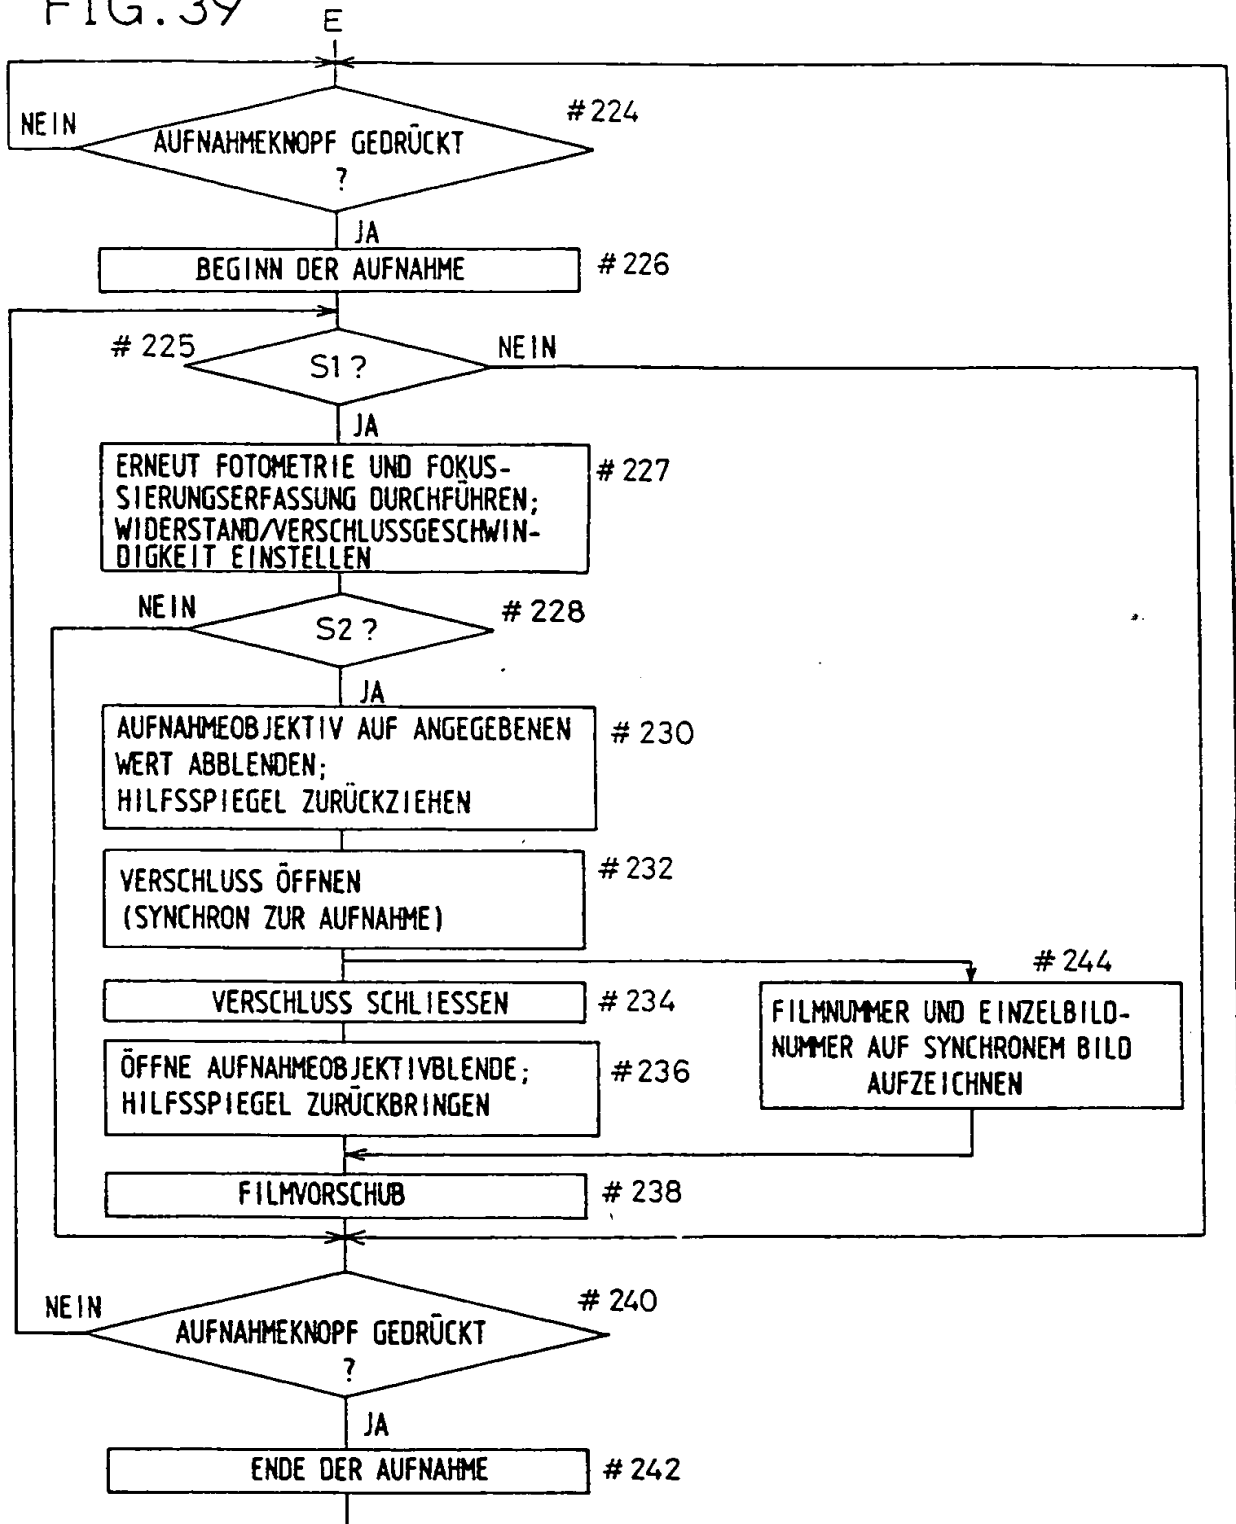 FIG.39
E
NEIN
#224
AUFNAHMEKNOPF GEDRÜCKT
?
JA
BEGINN DER AUFNAHME
#226
#225
S1?
NEIN
JA
ERNEUT FOTOMETRIE UND FOKUS-
SIERUNGSERFASSUNG DURCHFÜHREN;
WIDERSTAND/VERSCHLUSSGESCHWIN-
DIGKEIT EINSTELLEN
#227
NEIN
S2?
#228
JA
AUFNAHMEOBJEKTIV AUF ANGEGEBENEN
WERT ABBLENDEN;
HILFSSPIEGEL ZURÜCKZIEHEN
#230
VERSCHLUSS ÖFFNEN
(SYNCHRON ZUR AUFNAHME)
#232
#244
VERSCHLUSS SCHLIESSEN
#234
FILMNUMMER UND EINZELBILD-
NUMMER AUF SYNCHRONEM BILD
AUFZEICHNEN
ÖFFNE AUFNAHMEOBJEKTIVBLENDE;
HILFSSPIEGEL ZURÜCKBRINGEN
#236
FILMVORSCHUB
#238
NEIN
#240
AUFNAHMEKNOPF GEDRÜCKT
?
JA
ENDE DER AUFNAHME
#242